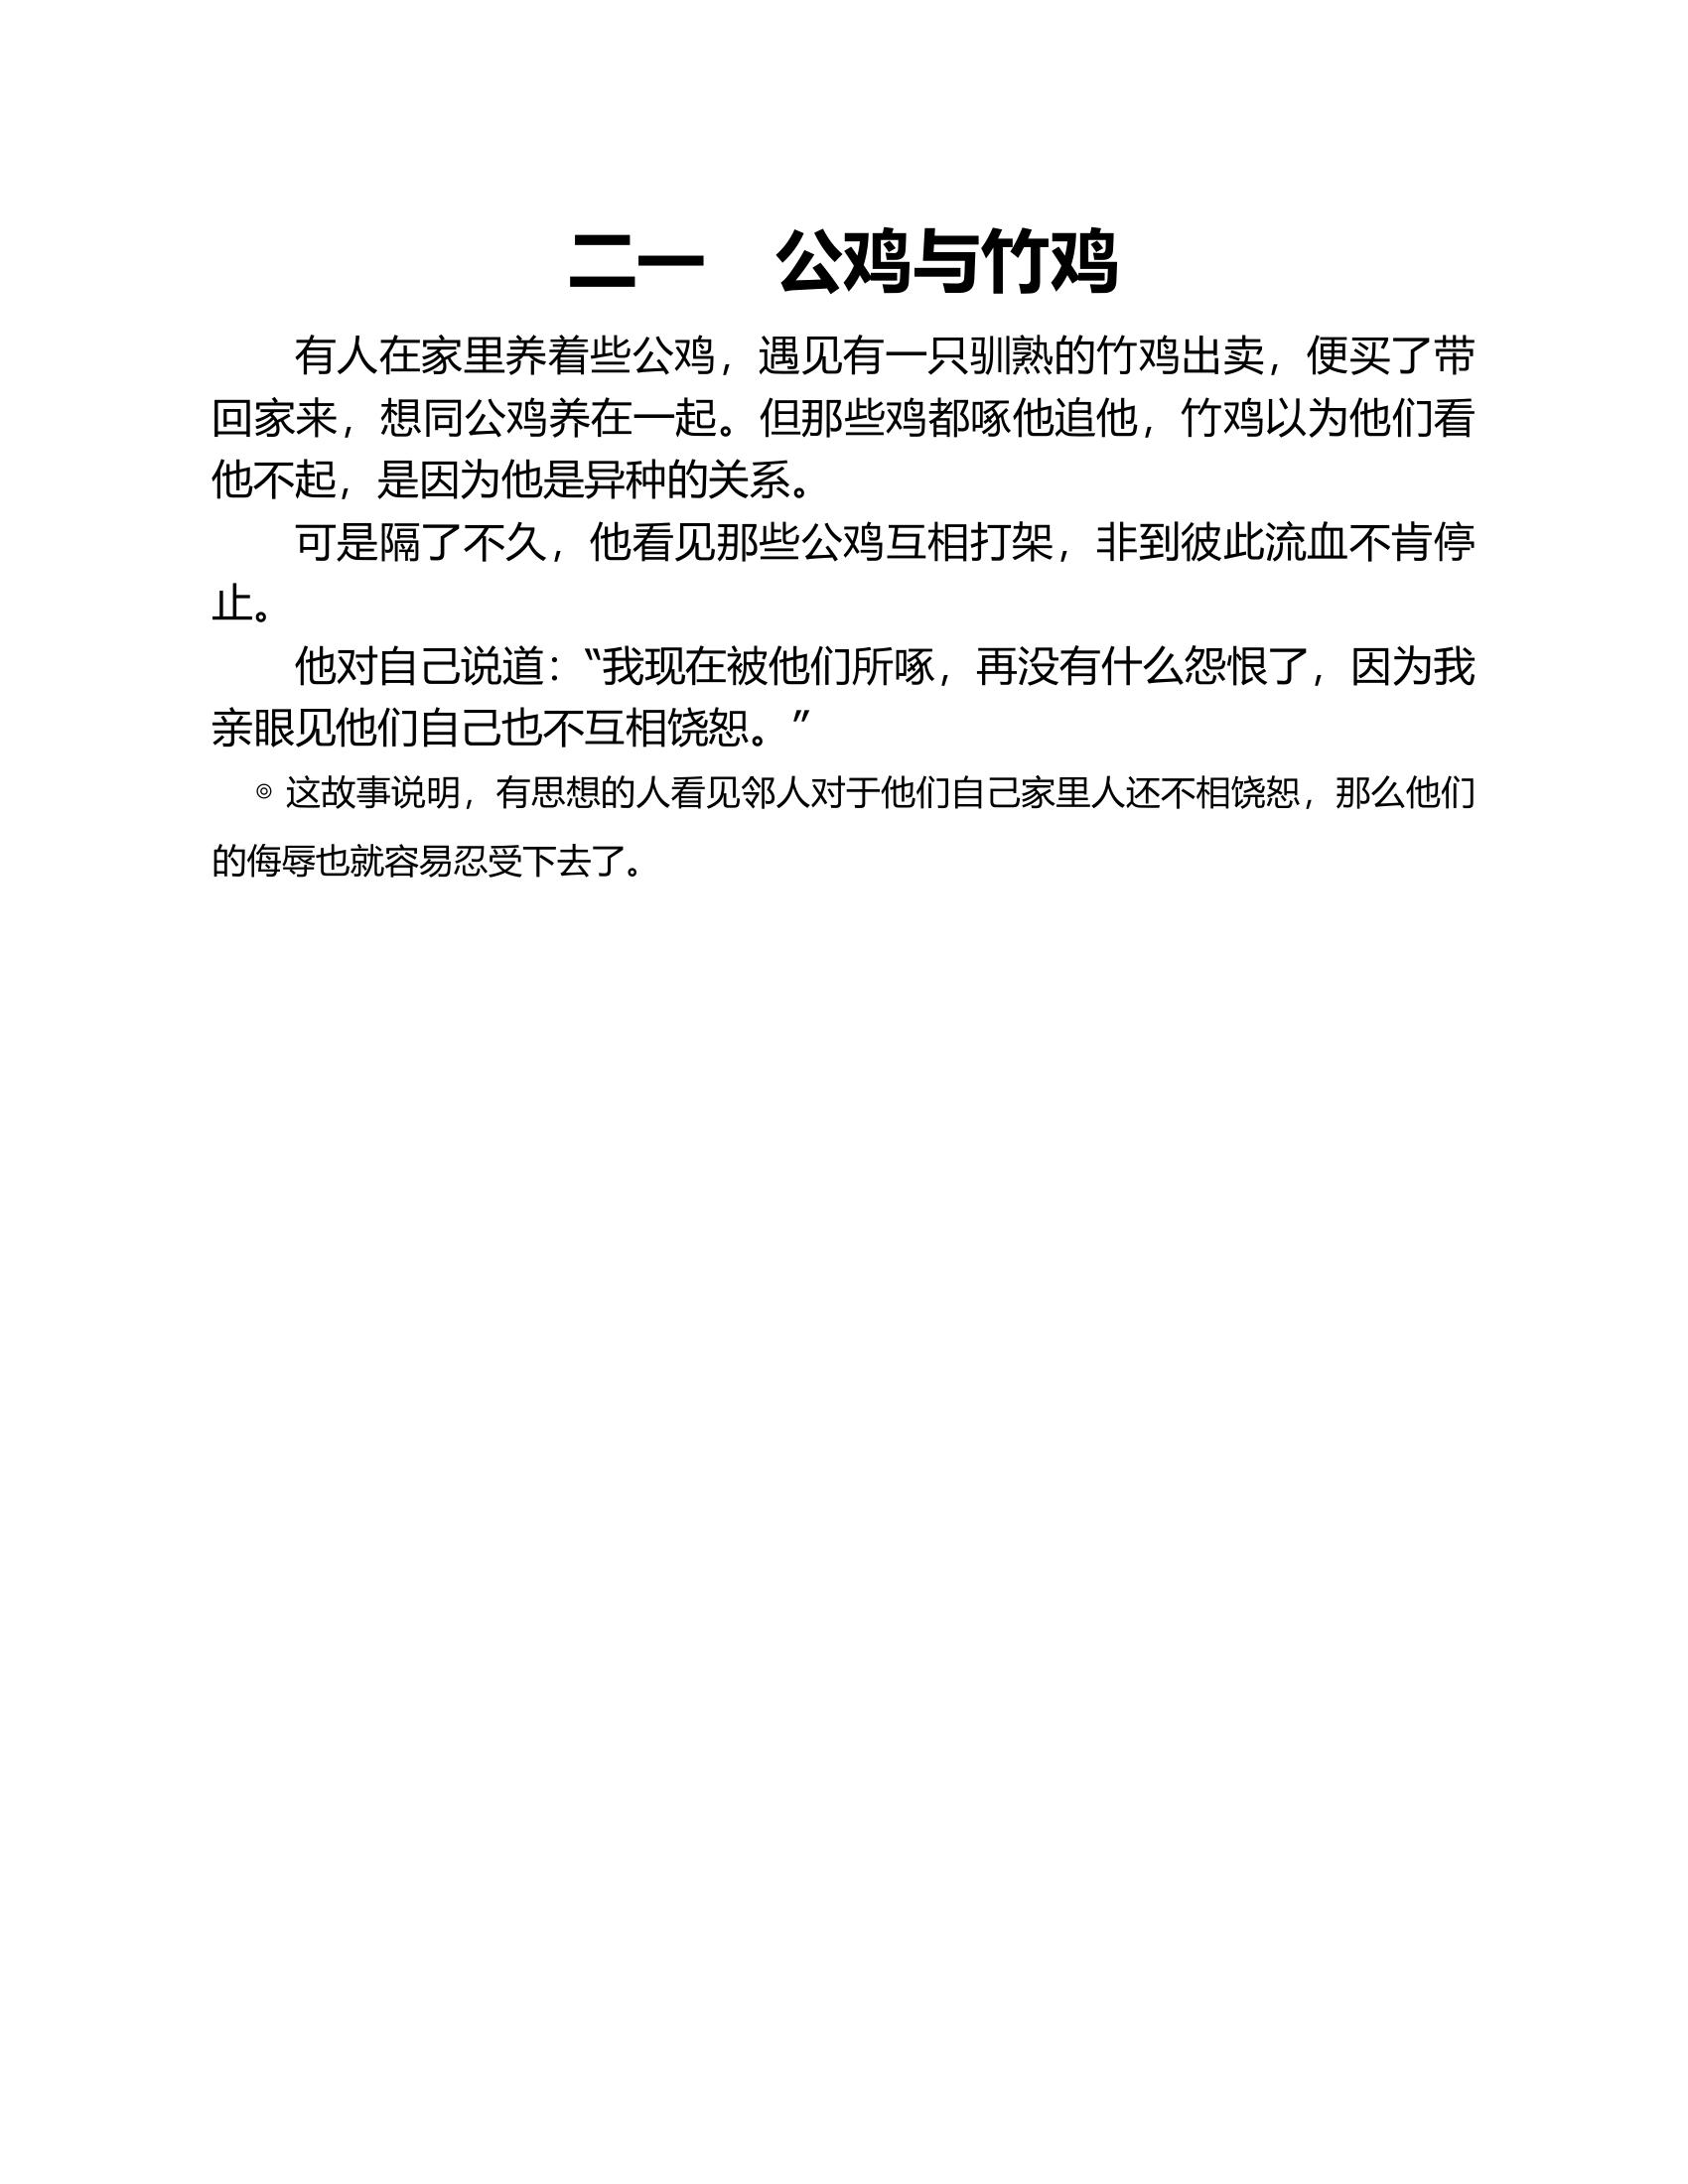 二一　公鸡与竹鸡
有人在家里养着些公鸡，遇见有一只驯熟的竹鸡出卖，便买了带
回家来，想同公鸡养在一起。但那些鸡都啄他追他，竹鸡以为他们看
他不起，是因为他是异种的关系。
可是隔了不久，他看见那些公鸡互相打架，非到彼此流血不肯停
止。
他对自己说道：“我现在被他们所啄，再没有什么怨恨了，因为我
亲眼见他们自己也不互相饶恕。”
◎ 这故事说明，有思想的人看见邻人对于他们自己家里人还不相饶恕，那么他们
的侮辱也就容易忍受下去了。